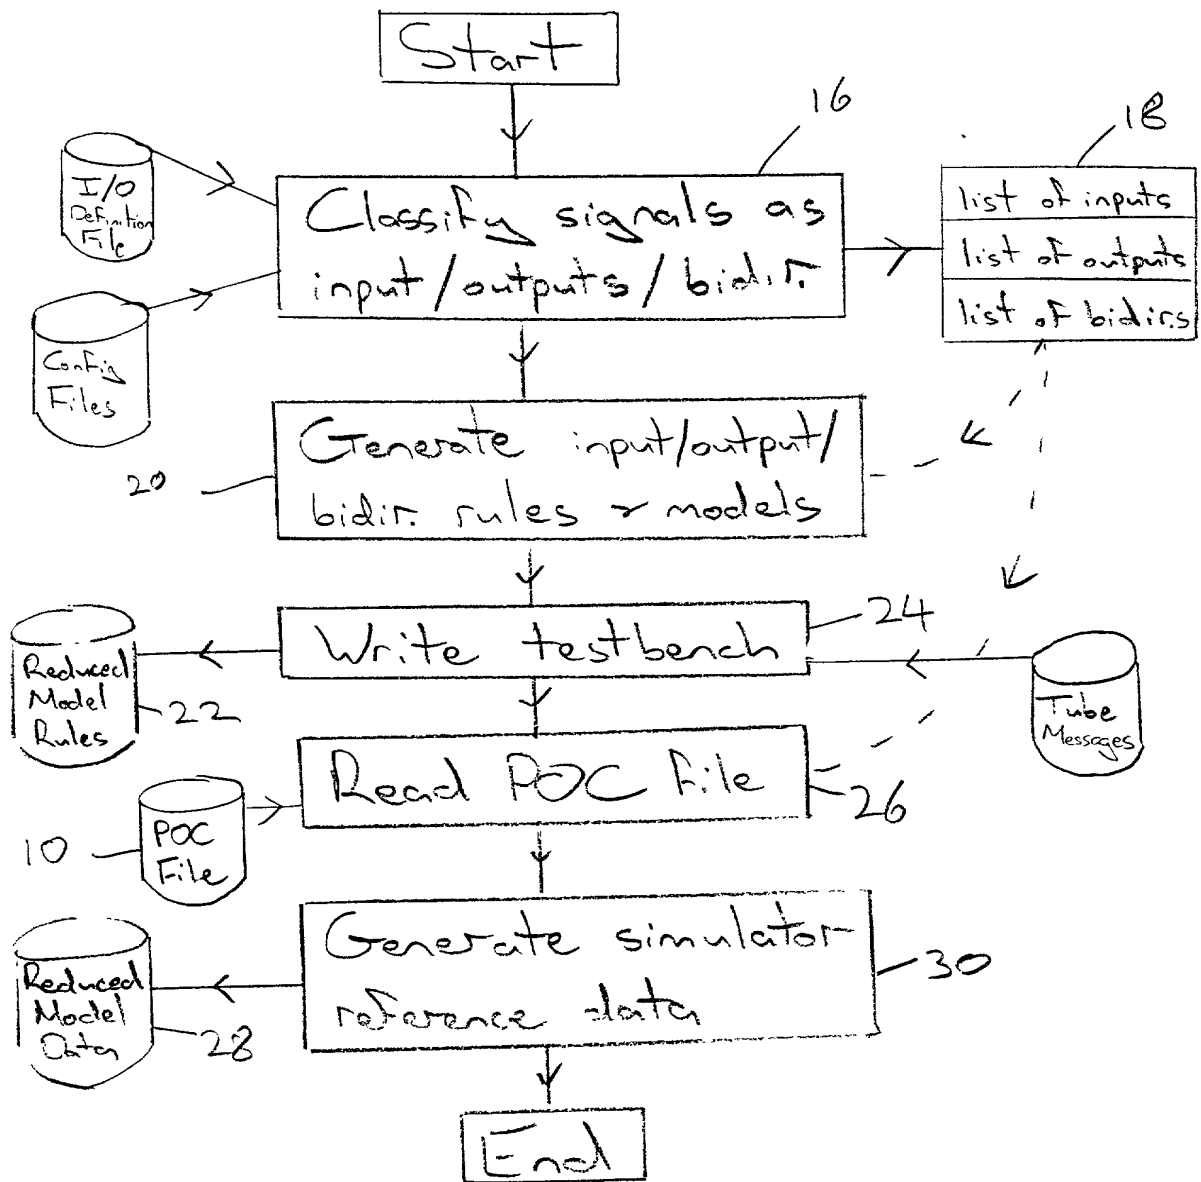 Start
16
18
I/O
Definition
File
Classify signals as
input/outputs/bidir.
list of inputs
list of outputs
list of bidirs
Config
Files
Generate input/output/
bidir. rules & models
20
Write testbench
24
Reduced
Model
Rules
22
Tube
Messages
Read POC file
26
10
POC
File
Generate simulator
reference data
30
Reduced
Model
Data
28
End